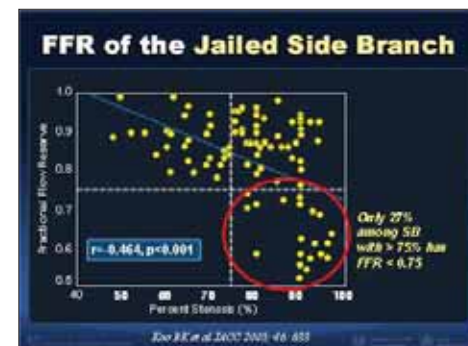 FFR of the Jailed Side Branch
Fractional Flow Reserve
1.0
0.9
0.8
0.7
0.6
0.5
r=-0.464, p<0.001
Only 27%
among SB
with > 75% has
FFR < 0.75
40 50 60 70 80 90 100
Percent Stenosis (%)
Koo BK et al. JACC 2005; 46: 633